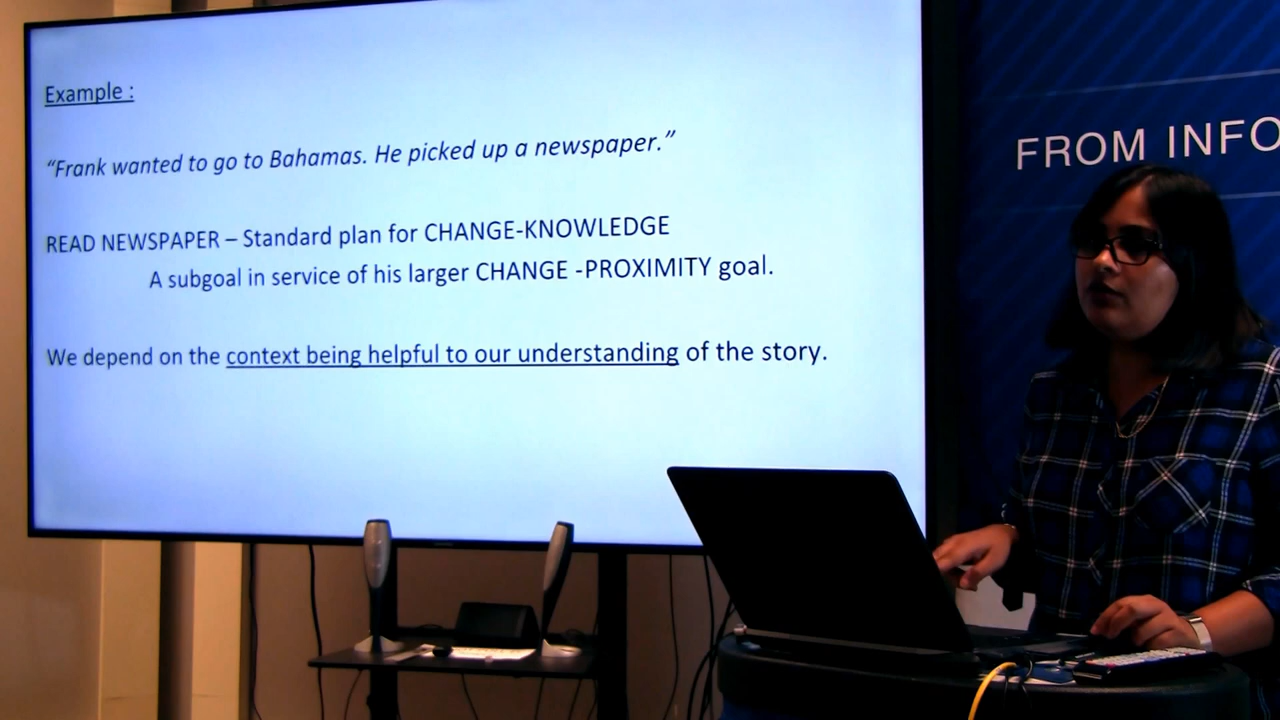 Example :
“Frank wanted to go to Bahamas. He picked up a newspaper.”
READ NEWSPAPER – Standard plan for CHANGE-KNOWLEDGE
A subgoal in service of his larger CHANGE -PROXIMITY goal.
We depend on the context being helpful to our understanding of the story.
FROM INFO